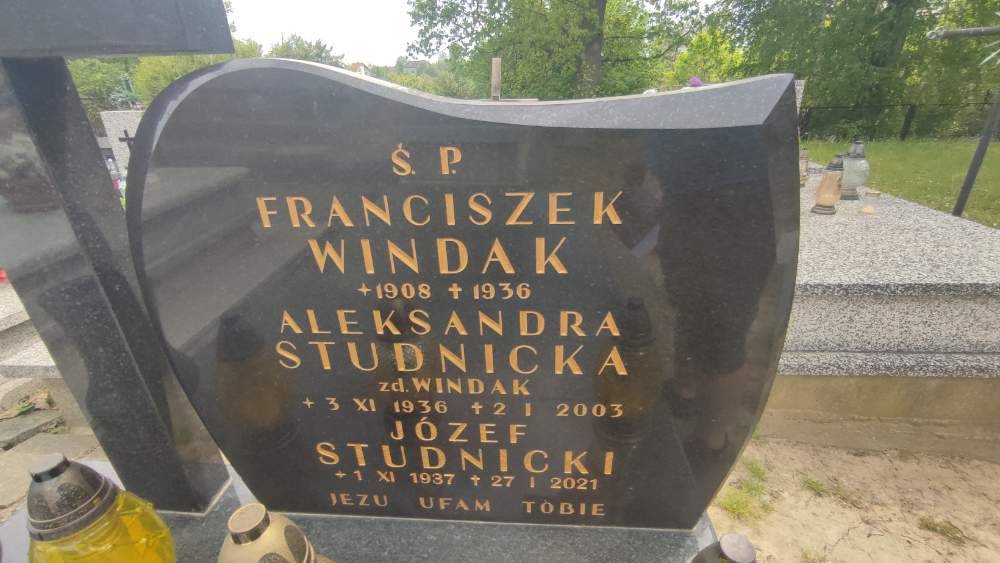 Ś. P.
FRANCISZEK
WINDAK
+1908 ✝ 1936
ALEKSANDRA
STUDNICKA
zd. WINDAK
+ 3 XI 1936 ✝ 2 I 2003
JÓZEF
STUDNICKI
+1 XI 1937 ✝ 27 I 2021
JEZU UFAM TOBIE